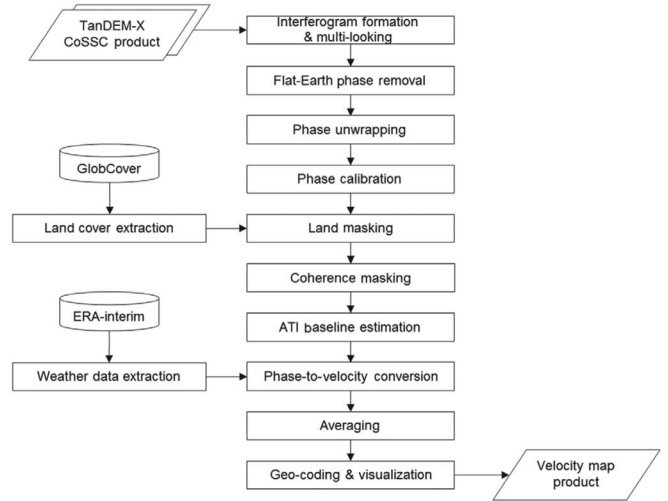 TanDEM-X
CoSSC product
Interferogram formation
& multi-looking
Flat-Earth phase removal
Phase unwrapping
GlobCover
Phase calibration
Land cover extraction
Land masking
Coherence masking
ERA-interim
ATI baseline estimation
Weather data extraction
Phase-to-velocity conversion
Averaging
Geo-coding & visualization
Velocity map
product